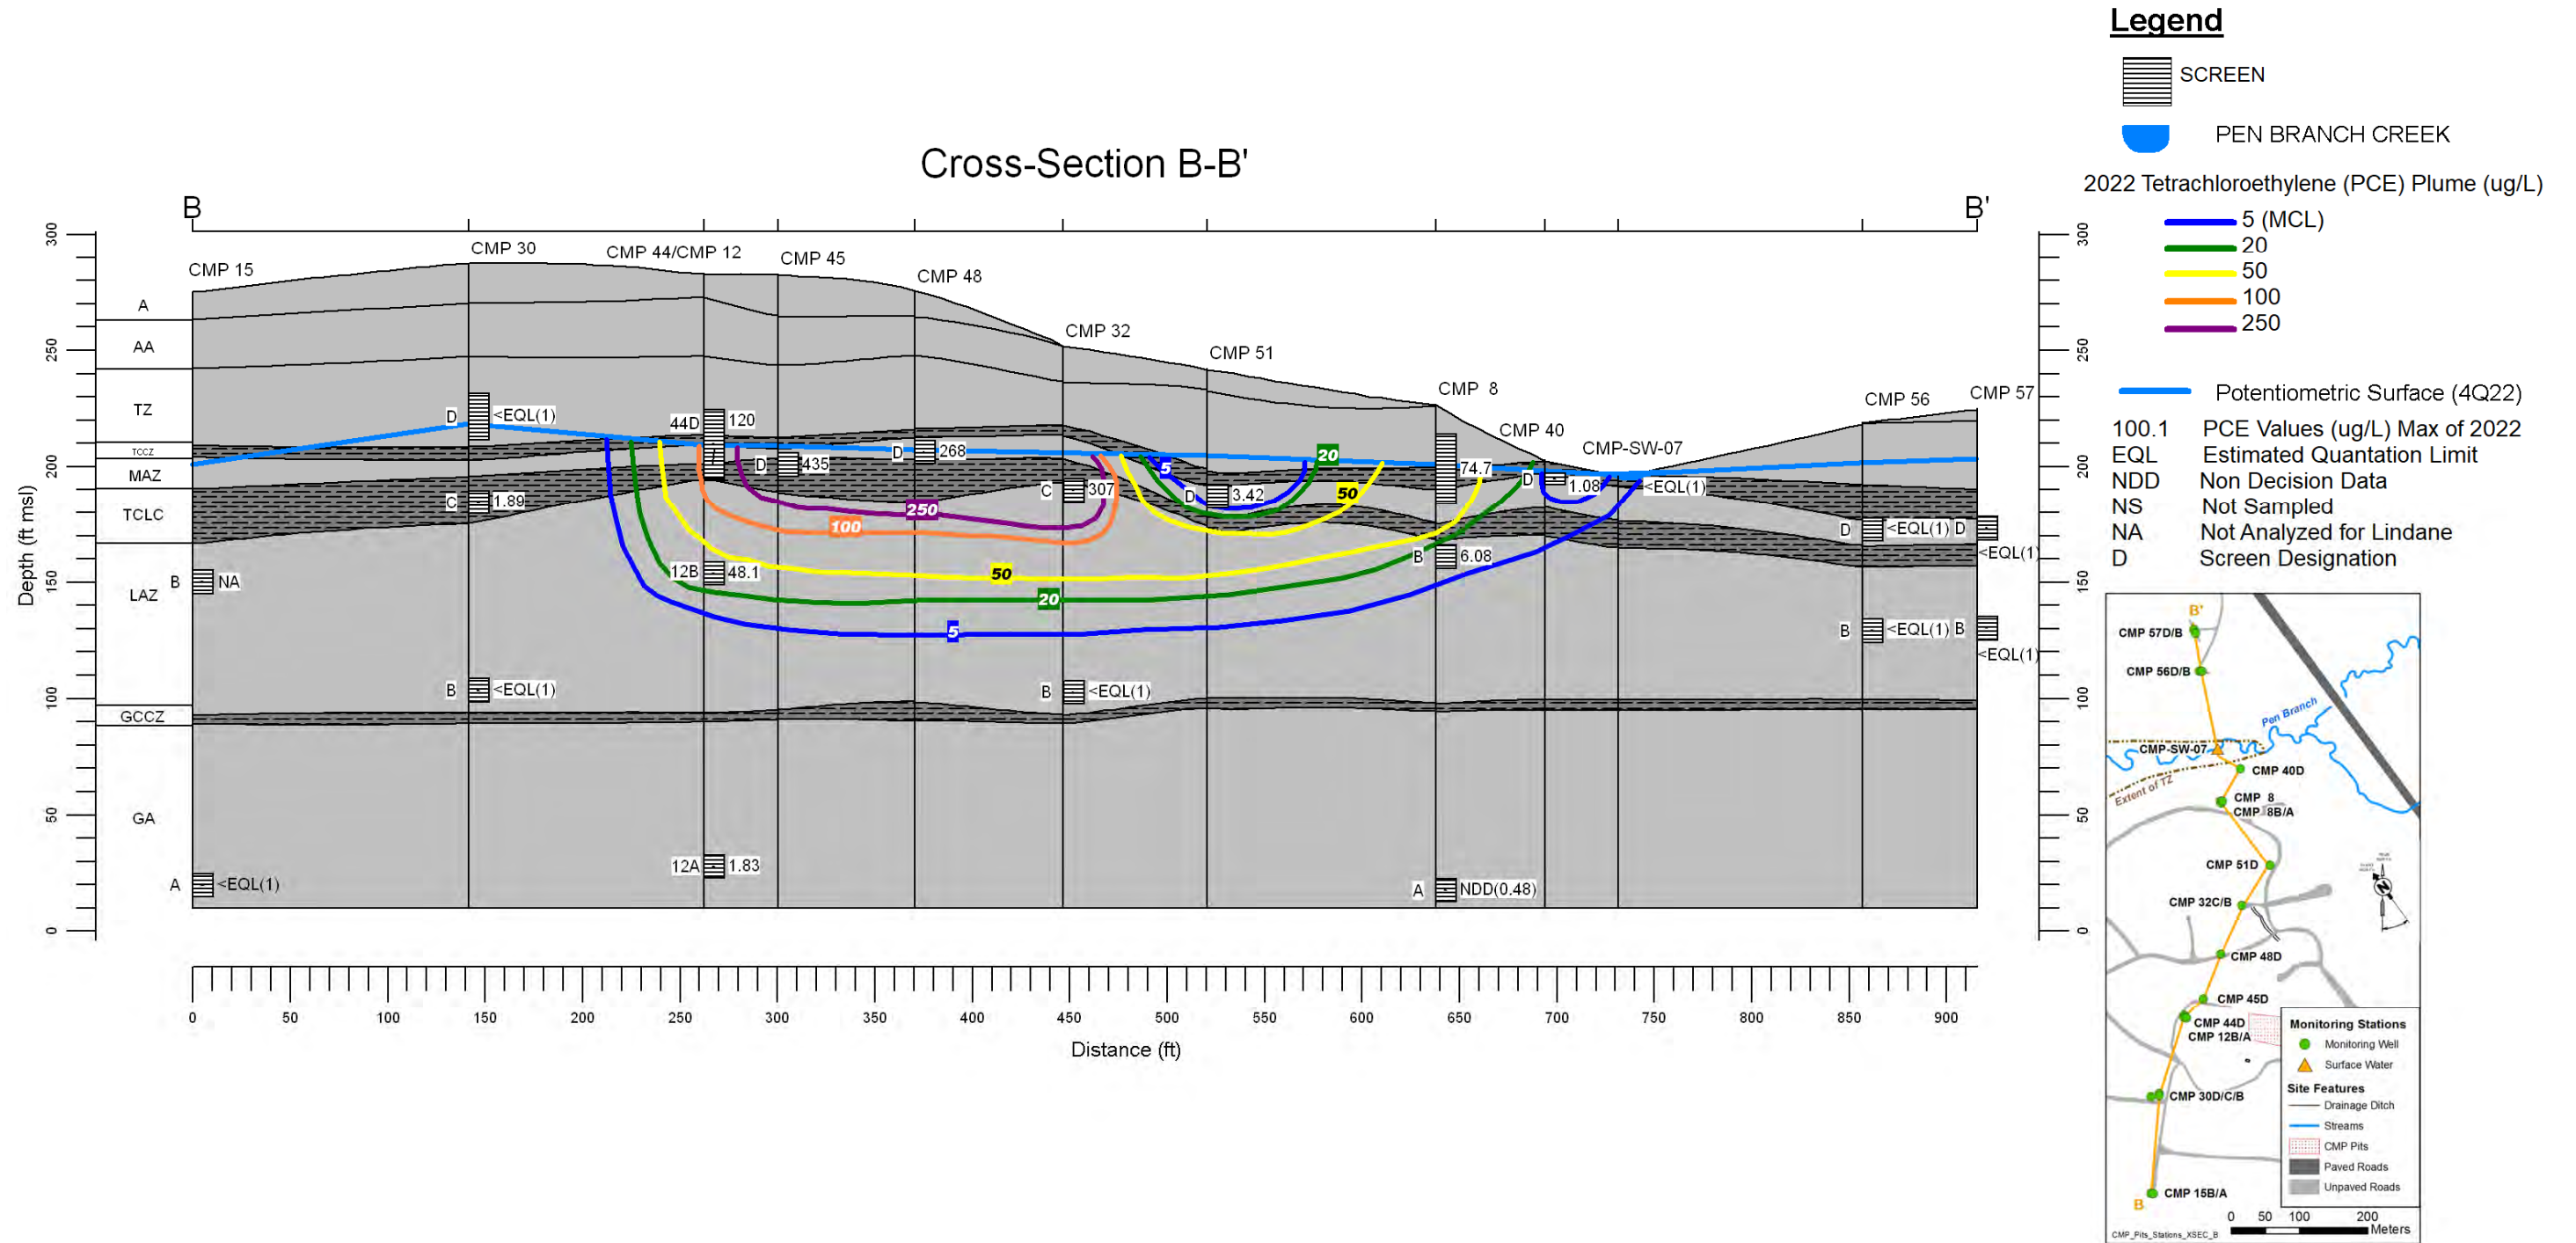 Legend
SCREEN
PEN BRANCH CREEK
2022 Tetrachloroethylene (PCE) Plume (ug/L)
5 (MCL)
20
50
100
250
Potentiometric Surface (4Q22)
100.1 PCE Values (ug/L) Max of 2022
EQL Estimated Quantation Limit
NDD Non Decision Data
NS Not Sampled
NA Not Analyzed for Lindane
D Screen Designation
Cross-Section B-B'
B
B'
CMP 15
CMP 30
CMP 44/CMP 12
CMP 45
CMP 48
CMP 32
CMP 51
CMP 8
CMP 40
CMP-SW-07
CMP 56
CMP 57
Depth (ft msl)
300
250
200
150
100
50
0
A
AA
TZ
TCCZ
MAZ
TCLC
LAZ
GCCZ
GA
B NA
A <EQL(1)
D <EQL(1)
C 1.89
B <EQL(1)
44D 120
12B 48.1
12A 1.83
D 435
D 268
C 307
B <EQL(1)
D 3.42
74.7
B 6.08
A NDD(0.48)
D 1.08
<EQL(1)
D <EQL(1)
B <EQL(1)
D <EQL(1)
B <EQL(1)
250
100
50
20
5
5
20
50
300
250
200
150
100
50
0
0 50 100 150 200 250 300 350 400 450 500 550 600 650 700 750 800 850 900
Distance (ft)
B'
CMP 57D/B
CMP 56D/B
Pen Branch
CMP-SW-07
CMP 40D
Extent of TZ
CMP 8
CMP 8B/A
CMP 51D
CMP 32C/B
CMP 48D
CMP 45D
CMP 44D
CMP 12B/A
CMP 30D/C/B
CMP 15B/A
B
N
Monitoring Stations
Monitoring Well
Surface Water
Site Features
Drainage Ditch
Streams
CMP Pits
Paved Roads
Unpaved Roads
0 50 100 200
Meters
CMP_Pits_Stations_XSEC_B